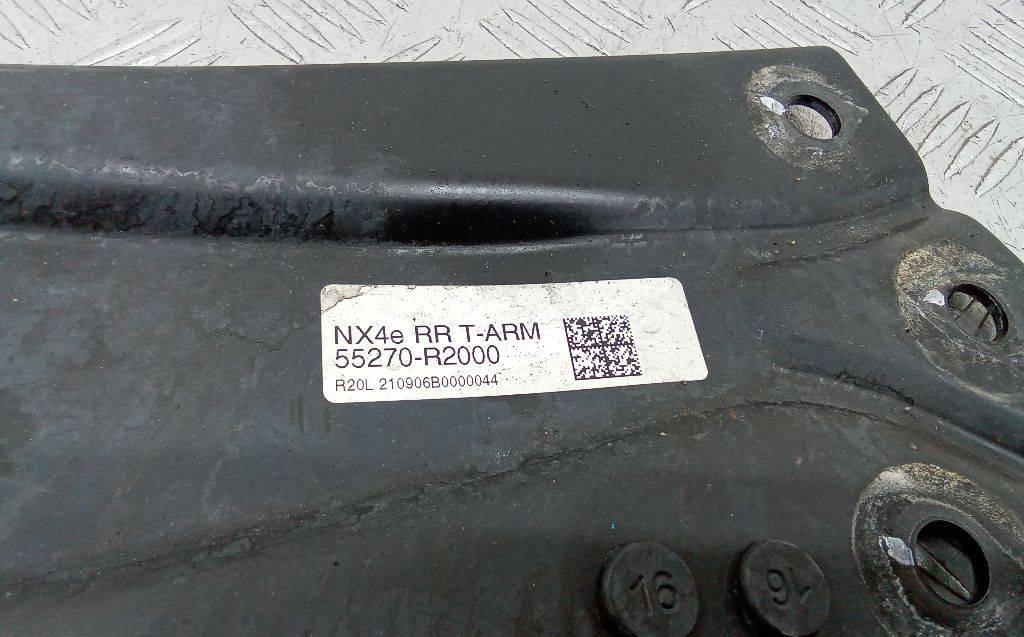 NX4e RR T-ARM
55270-R2000
R20L 210906B0000044
16
16